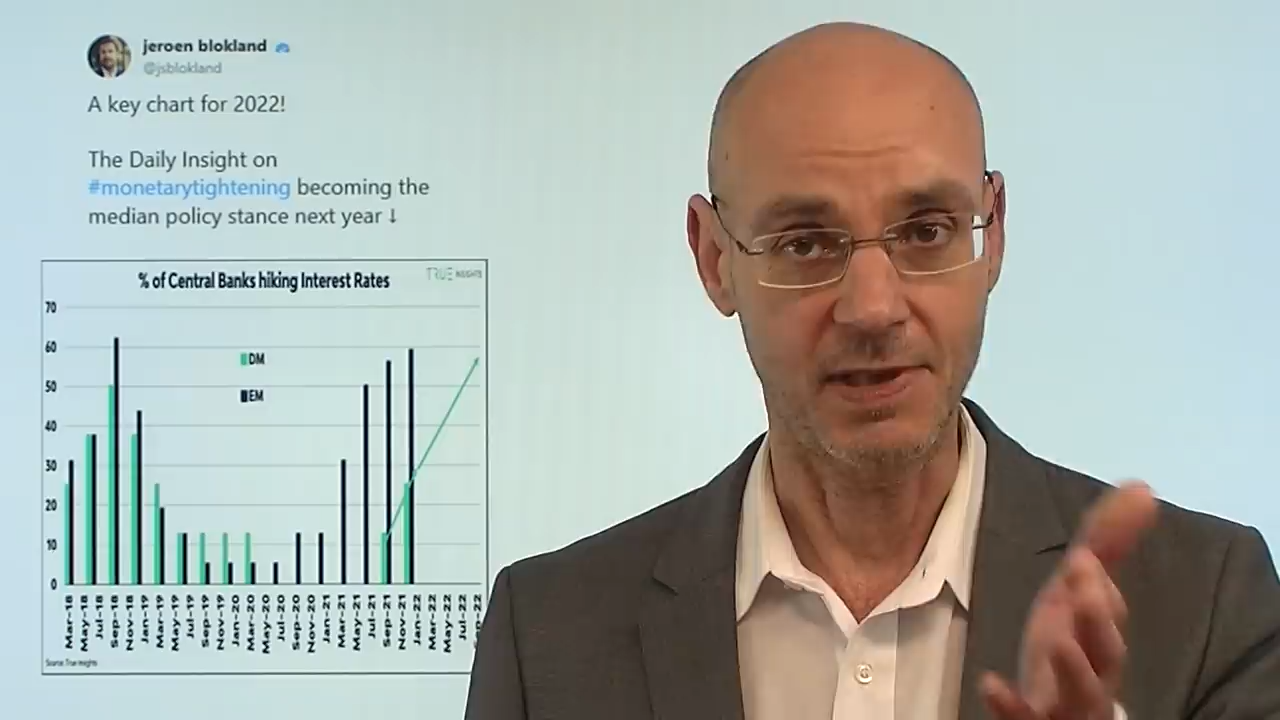 jeroen blokland
@jsblokland
A key chart for 2022!
The Daily Insight on
#monetarytightening becoming the
median policy stance next year ↓
% of Central Banks hiking Interest Rates
TRUE INSIGHTS
70
60
50
40
30
20
10
0
DM
EM
Mar-18
May-18
Jul-18
Sep-18
Nov-18
Jan-19
Mar-19
May-19
Jul-19
Sep-19
Nov-19
Jan-20
Mar-20
May-20
Jul-20
Sep-20
Nov-20
Jan-21
Mar-21
May-21
Jul-21
Sep-21
Nov-21
Jan-22
Mar-22
May-22
Jul-22
Sep-22
Source: True Insights